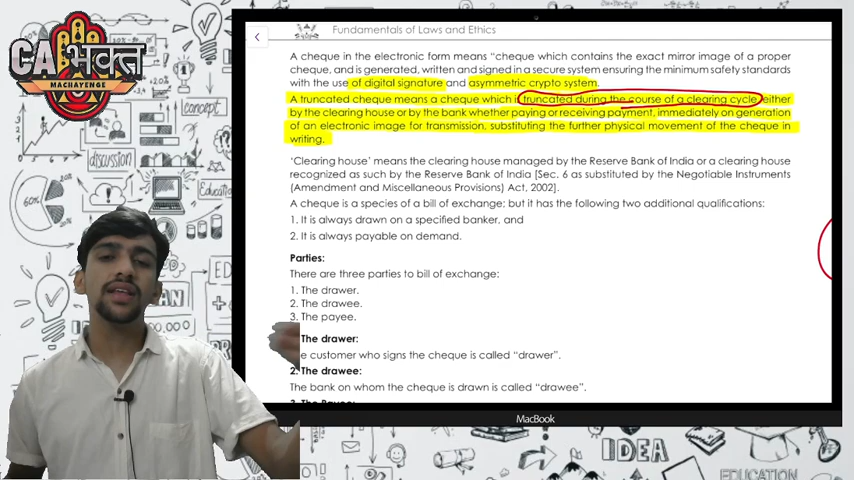 CA भक्त
MACHAYENGE
Fundamentals of Laws and Ethics
A cheque in the electronic form means "cheque which contains the exact mirror image of a proper
cheque, and is generated, written and signed in a secure system ensuring the minimum safety standards
with the use of digital signature and asymmetric crypto system.
A truncated cheque means a cheque which is truncated during the course of a clearing cycle either
by the clearing house or by the bank whether paying or receiving payment, immediately on generation
of an electronic image for transmission, substituting the further physical movement of the cheque in
writing.
'Clearing house' means the clearing house managed by the Reserve Bank of India or a clearing house
recognized as such by the Reserve Bank of India [Sec. 6 as substituted by the Negotiable Instruments
(Amendment and Miscellaneous Provisions) Act, 2002].
A cheque is a species of a bill of exchange; but it has the following two additional qualifications:
1. It is always drawn on a specified banker, and
2. It is always payable on demand.
Parties:
There are three parties to bill of exchange;
1. The drawer.
2. The drawee.
3. The payee.
The drawer:
e customer who signs the cheque is called "drawer".
2. The drawee:
The bank on whom the cheque is drawn is called "drawee".
MacBook
concept
discussion
60%
20%
IDEA
EDUCATION